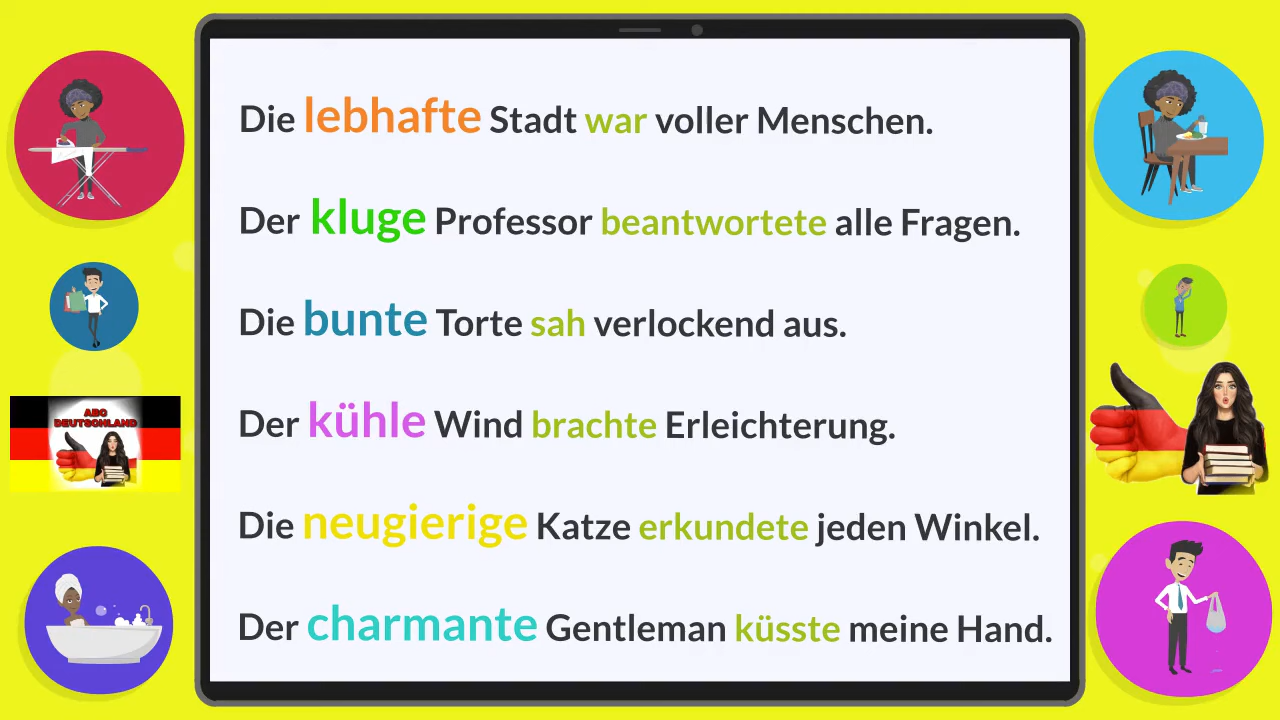 Die lebhafte Stadt war voller Menschen.
Der kluge Professor beantwortete alle Fragen.
Die bunte Torte sah verlockend aus.
Der kühle Wind brachte Erleichterung.
Die neugierige Katze erkundete jeden Winkel.
Der charmante Gentleman küsste meine Hand.
ABC
DEUTSCHLAND